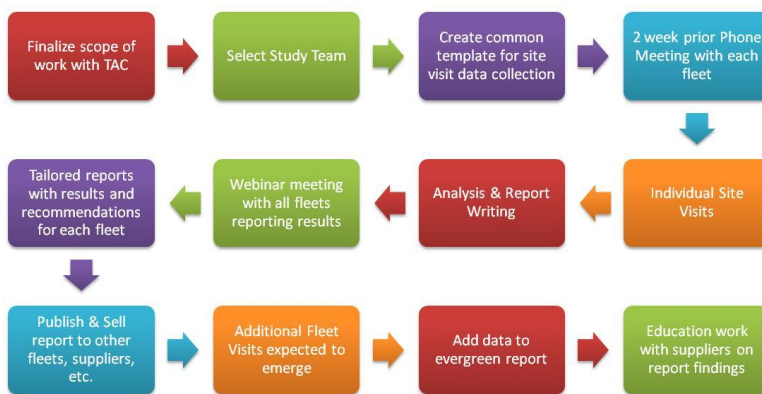 Finalize scope of
work with TAC
Select Study Team
Create common
template for site
visit data collection
2 week prior Phone
Meeting with each
fleet
Individual Site
Visits
Analysis & Report
Writing
Webinar meeting
with all fleets
reporting results
Tailored reports
with results and
recommendations
for each fleet
Publish & Sell
report to other
fleets, suppliers,
etc.
Additional Fleet
Visits expected to
emerge
Add data to
evergreen report
Education work
with suppliers on
report findings